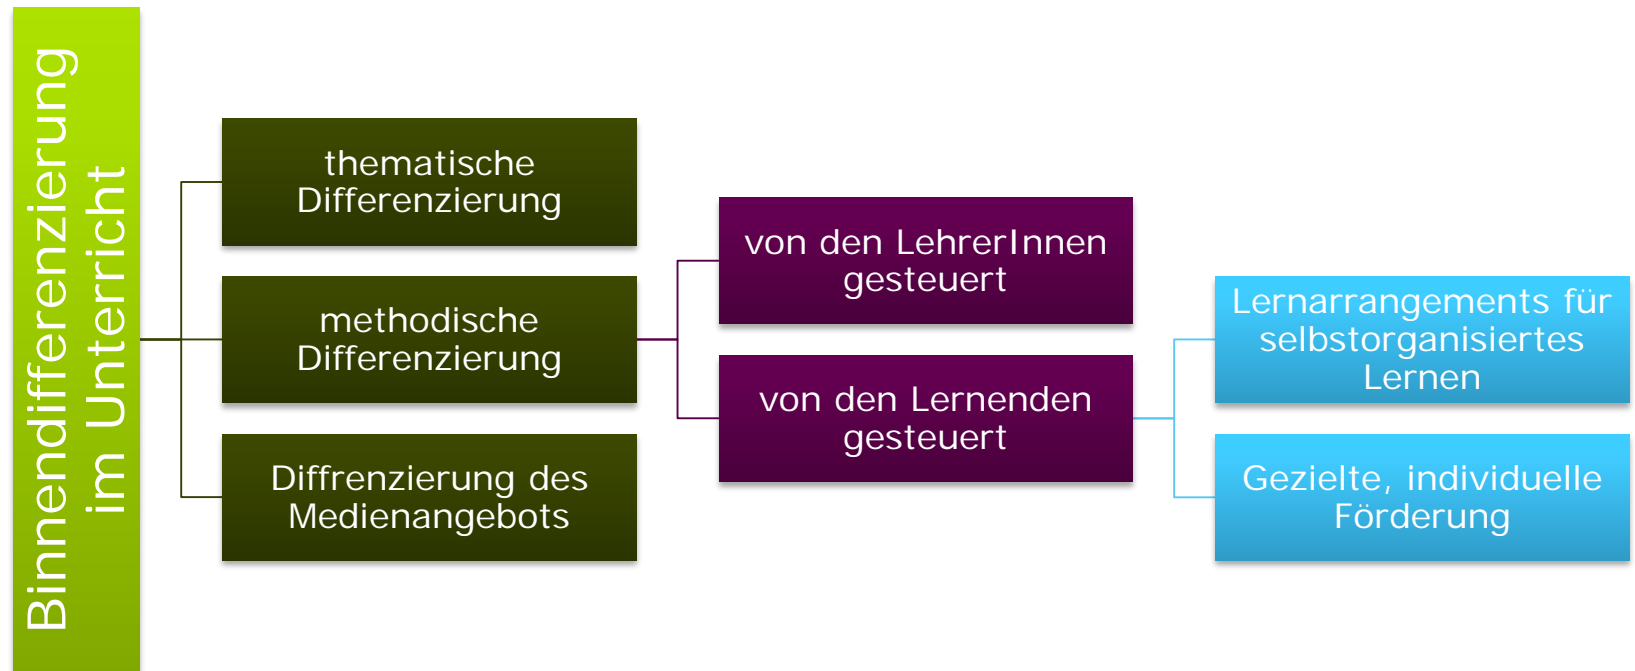 Binnendifferenzierung
im Unterricht
thematische
Differenzierung
methodische
Differenzierung
Diffrenzierung des
Medienangebots
von den LehrerInnen
gesteuert
von den Lernenden
gesteuert
Lernarrangements für
selbstorganisiertes
Lernen
Gezielte, individuelle
Förderung